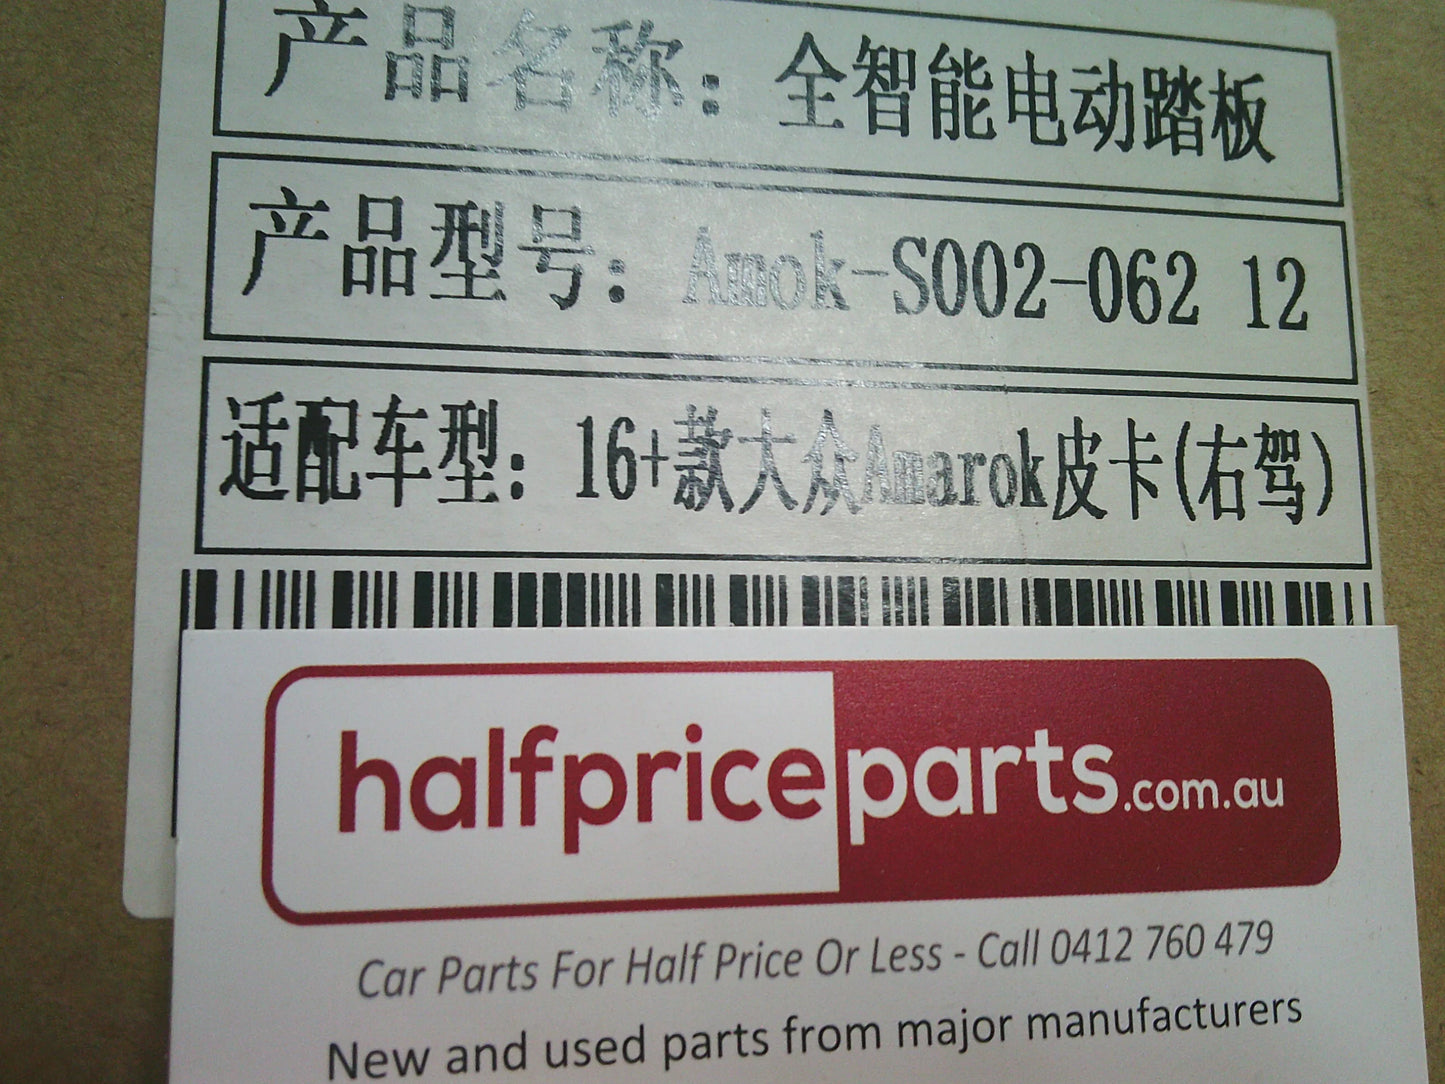 产品名称：全智能电动踏板
产品型号：Amok-S002-062 12
适配车型：16+款大众Amarok皮卡(右驾)
halfpriceparts.com.au
Car Parts For Half Price Or Less - Call 0412 760 479
New and used parts from major manufacturers